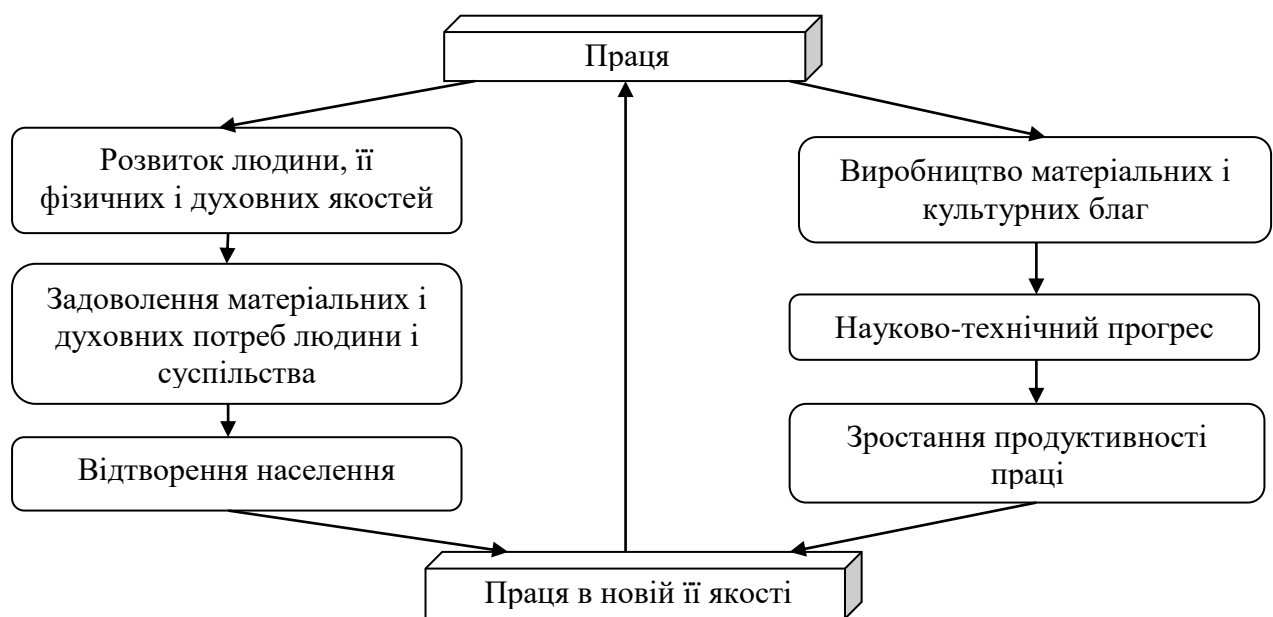 Праця
Розвиток людини, її
фізичних і духовних якостей
Задоволення матеріальних і
духовних потреб людини і
суспільства
Відтворення населення
Виробництво матеріальних і
культурних благ
Науково-технічний прогрес
Зростання продуктивності
праці
Праця в новій її якості